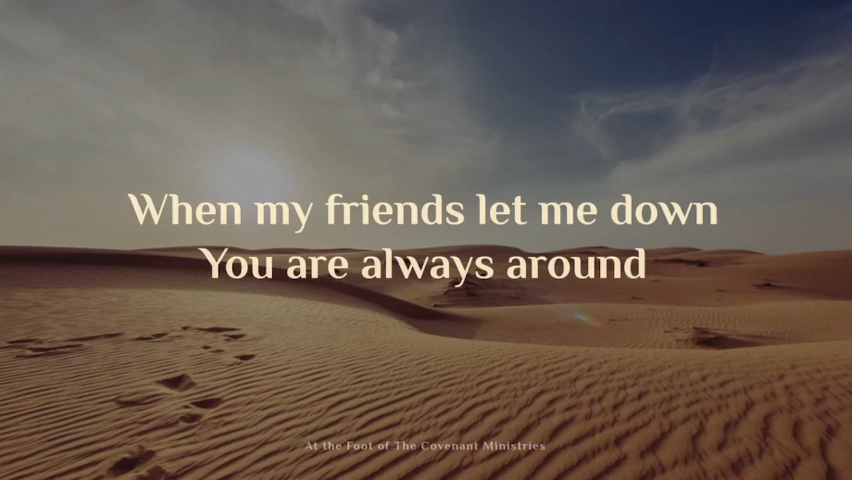 When my friends let me down
You are always around
At the Foot of The Covenant Ministries